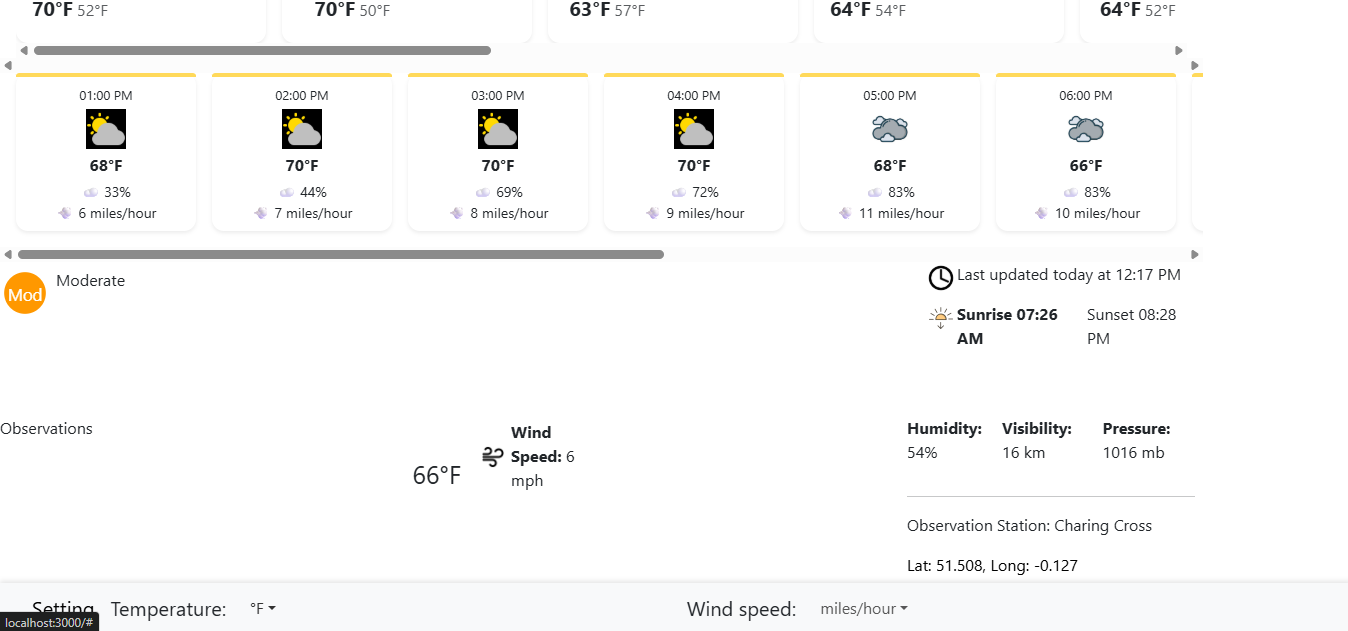 70°F 52°F 70°F 50°F 63°F 57°F 64°F 54°F 64°F 52°F
01:00 PM 02:00 PM 03:00 PM 04:00 PM 05:00 PM 06:00 PM
68°F 70°F 70°F 70°F 68°F 66°F
33% 44% 69% 72% 83% 83%
6 miles/hour 7 miles/hour 8 miles/hour 9 miles/hour 11 miles/hour 10 miles/hour
Mod Moderate
Last updated today at 12:17 PM
Sunrise 07:26 AM
Sunset 08:28 PM
Observations
66°F
Wind
Speed: 6
mph
Humidity: Visibility: Pressure:
54% 16 km 1016 mb
Observation Station: Charing Cross
Lat: 51.508, Long: -0.127
Setting Temperature: °F Wind speed: miles/hour
localhost:3000/#